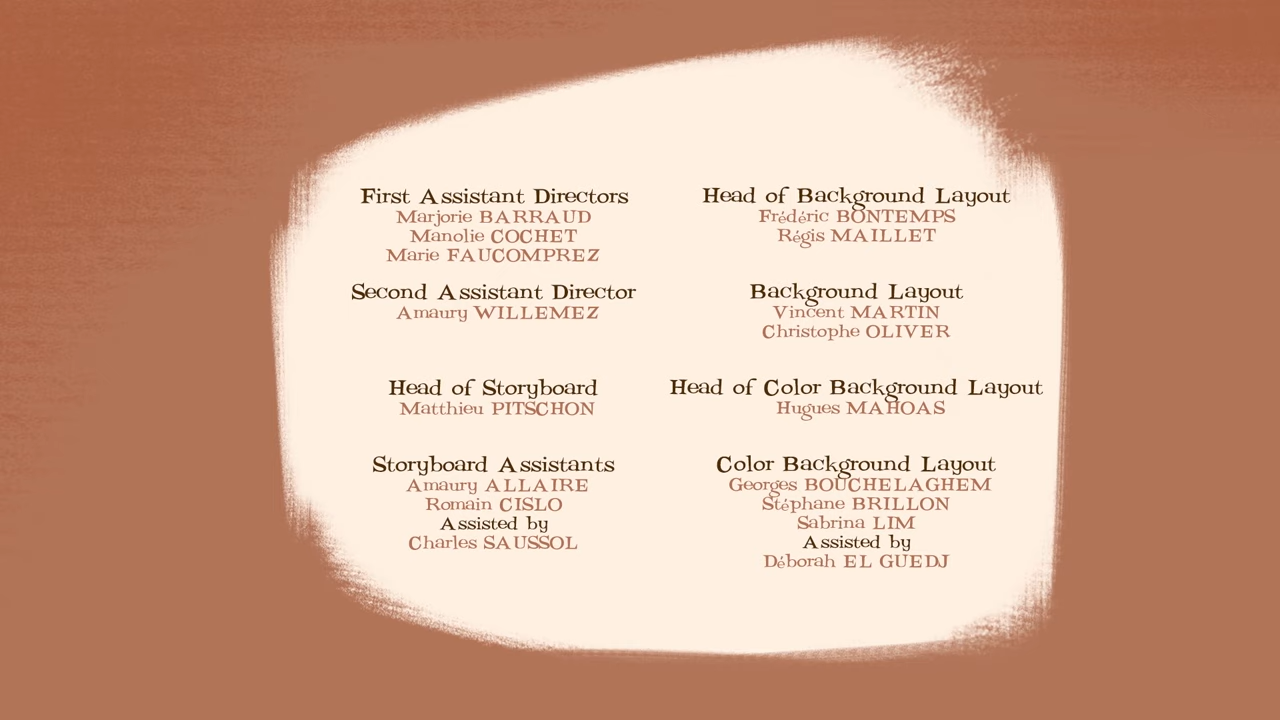 First Assistant Directors
Marjorie BARRAUD
Manolie COCHET
Marie FAUCOMPREZ
Second Assistant Director
Amaury WILLEMEZ
Head of Storyboard
Matthieu PITSCHON
Storyboard Assistants
Amaury ALLAIRE
Romain CISLO
Assisted by
Charles SAUSSOL
Head of Background Layout
Frédéric BONTEMPS
Régis MAILLET
Background Layout
Vincent MARTIN
Christophe OLIVER
Head of Color Background Layout
Hugues MAHOAS
Color Background Layout
Georges BOUCHELAGHEM
Stéphane BRILLON
Sabrina LIM
Assisted by
Déborah EL GUEDJ